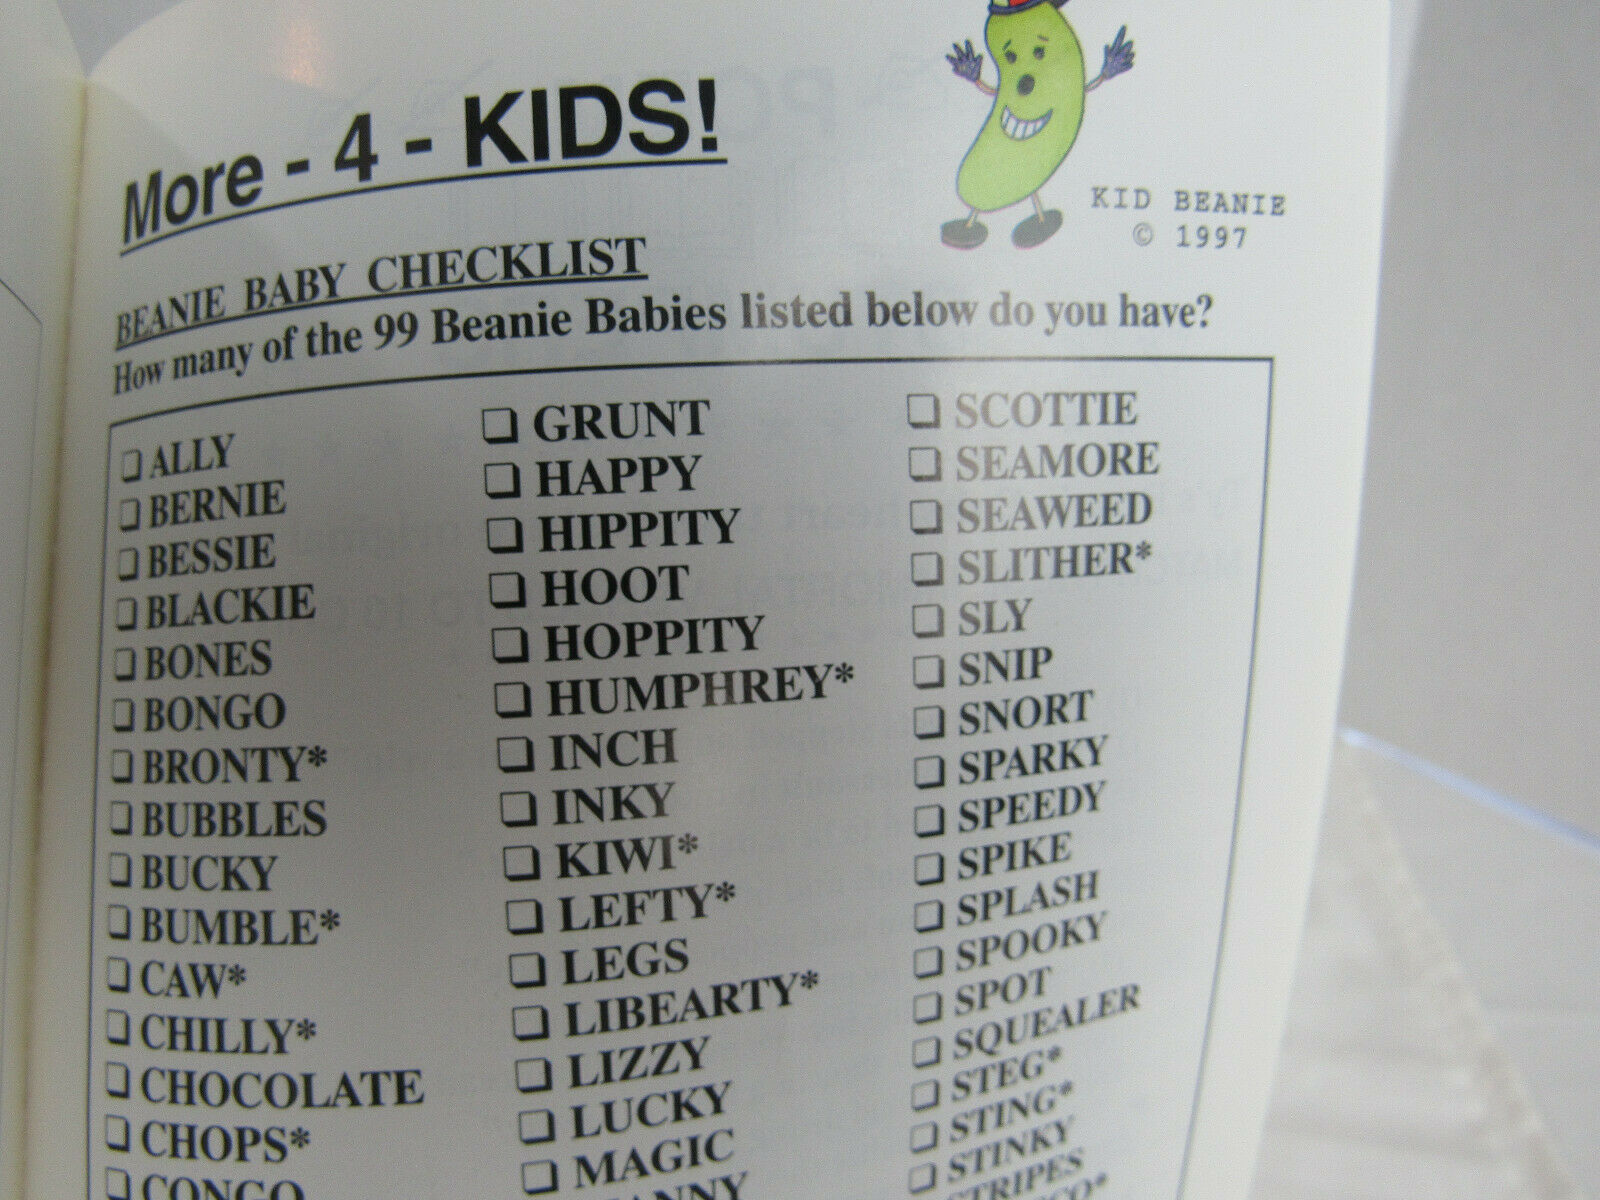 More - 4 - KIDS!
KID BEANIE
© 1997
BEANIE BABY CHECKLIST
How many of the 99 Beanie Babies listed below do you have?
❏ ALLY
❏ BERNIE
❏ BESSIE
❏ BLACKIE
❏ BONES
❏ BONGO
❏ BRONTY*
❏ BUBBLES
❏ BUCKY
❏ BUMBLE*
❏ CAW*
❏ CHILLY*
❏ CHOCOLATE
❏ CHOPS*
❏ CONGO
❏ GRUNT
❏ HAPPY
❏ HIPPITY
❏ HOOT
❏ HOPPITY
❏ HUMPHREY*
❏ INCH
❏ INKY
❏ KIWI*
❏ LEFTY*
❏ LEGS
❏ LIBEARTY*
❏ LIZZY
❏ LUCKY
❏ MAGIC
❏ SCOTTIE
❏ SEAMORE
❏ SEAWEED
❏ SLITHER*
❏ SLY
❏ SNIP
❏ SNORT
❏ SPARKY
❏ SPEEDY
❏ SPIKE
❏ SPLASH
❏ SPOOKY
❏ SPOT
❏ SQUEALER
❏ STEG*
❏ STING*
❏ STINKY
STRIPES